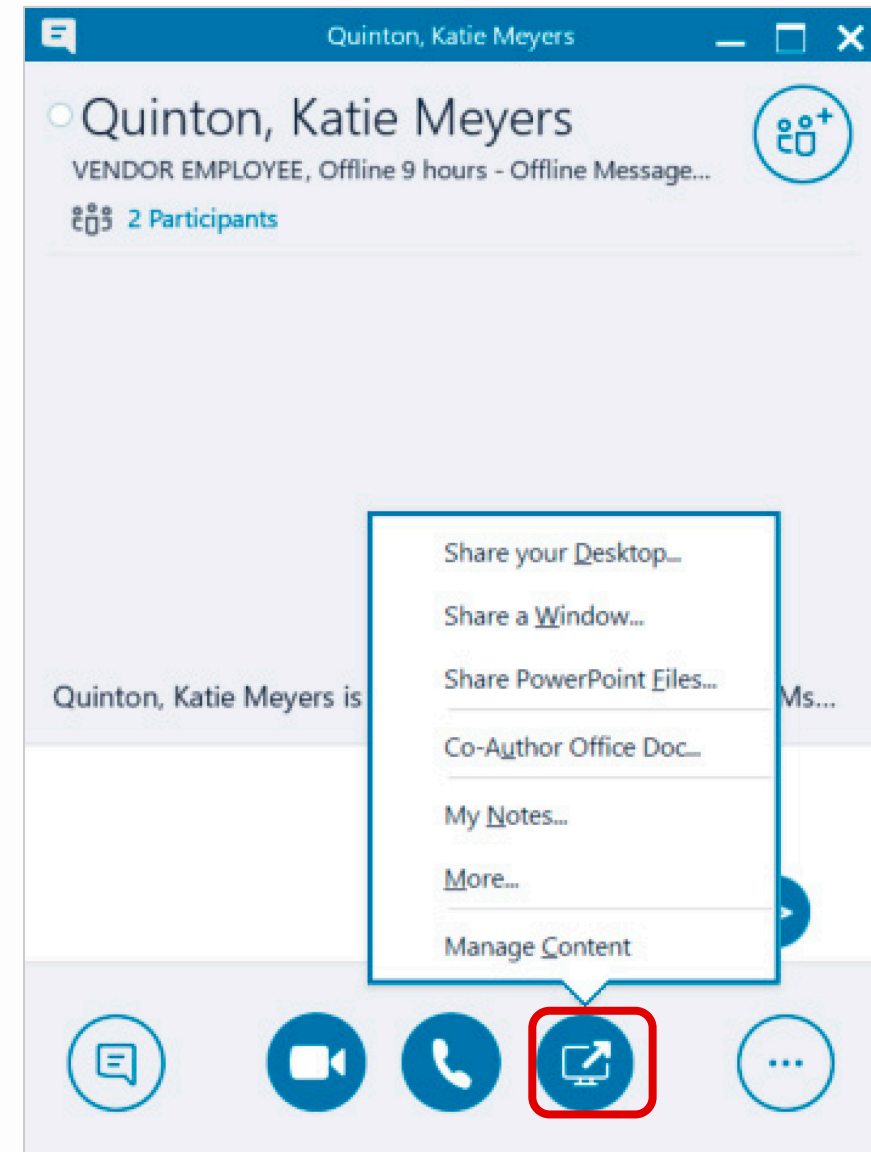 Quinton, Katie Meyers
Quinton, Katie Meyers
VENDOR EMPLOYEE, Offline 9 hours - Offline Message...
2 Participants
Share your Desktop...
Share a Window...
Share PowerPoint Files...
Quinton, Katie Meyers is
Ms...
Co-Author Office Doc...
My Notes...
More...
Manage Content